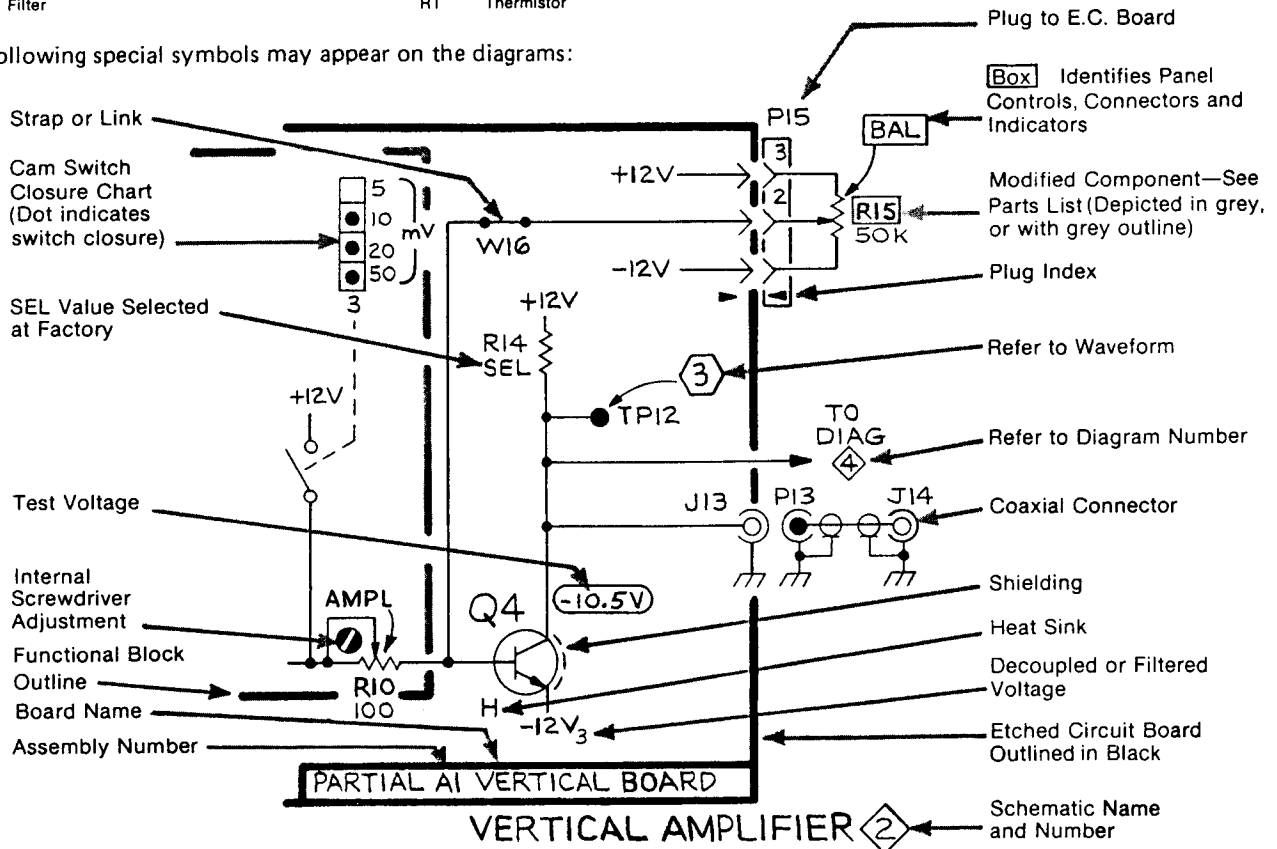 Filter
RT Thermistor
ollowing special symbols may appear on the diagrams:
Plug to E.C. Board
Box Identifies Panel
Controls, Connectors and
Indicators
Modified Component—See
Parts List (Depicted in grey,
or with grey outline)
Plug Index
Refer to Waveform
Refer to Diagram Number
Coaxial Connector
Shielding
Heat Sink
Decoupled or Filtered
Voltage
Etched Circuit Board
Outlined in Black
Schematic Name
and Number
Strap or Link
Cam Switch
Closure Chart
(Dot indicates
switch closure)
SEL Value Selected
at Factory
Test Voltage
Internal
Screwdriver
Adjustment
Functional Block
Outline
Board Name
Assembly Number
5
10
20
50
mV
3
+12V
W16
+12V
R14
SEL
+12V
-12V
P15
3
2
BAL
R15
50K
3
TP12
TO
DIAG
4
J13
P13
J14
-10.5V
Q4
AMPL
R10
100
H
-12V3
PARTIAL A1 VERTICAL BOARD
VERTICAL AMPLIFIER 2